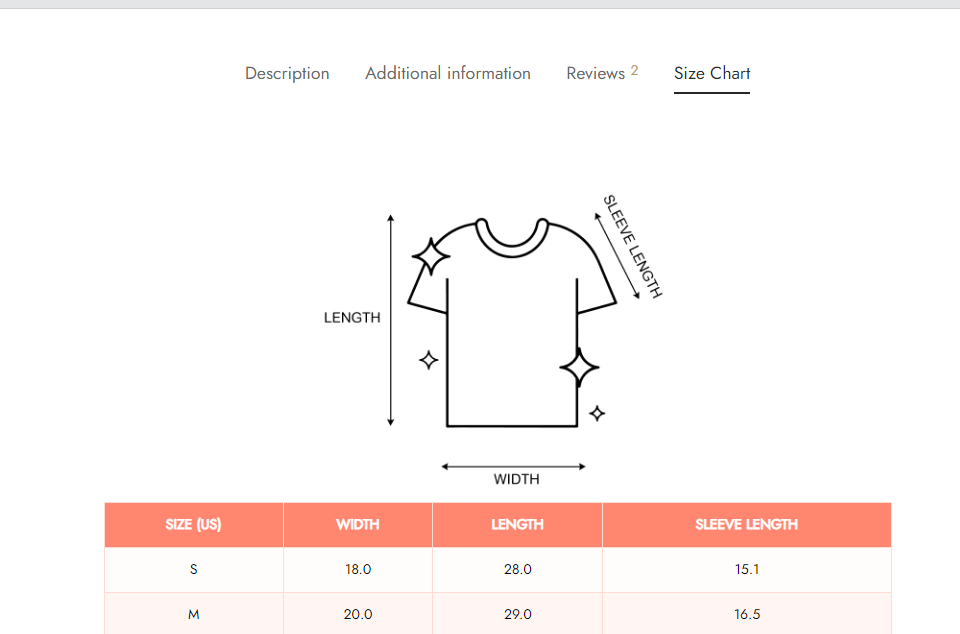 Description Additional information Reviews 2 Size Chart
SLEEVE LENGTH
LENGTH
WIDTH
SIZE (US) WIDTH LENGTH SLEEVE LENGTH
S 18.0 28.0 15.1
M 20.0 29.0 16.5